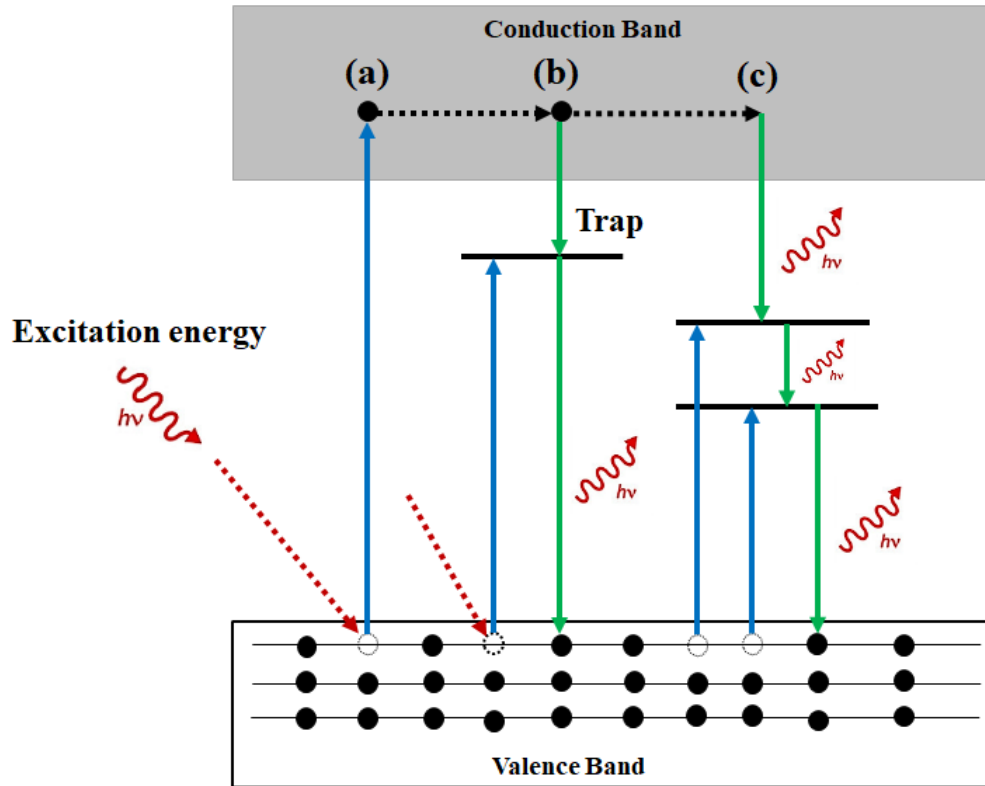 Conduction Band
(a)
(b)
(c)
Trap
hν
Excitation energy
hν
hν
hν
hν
Valence Band